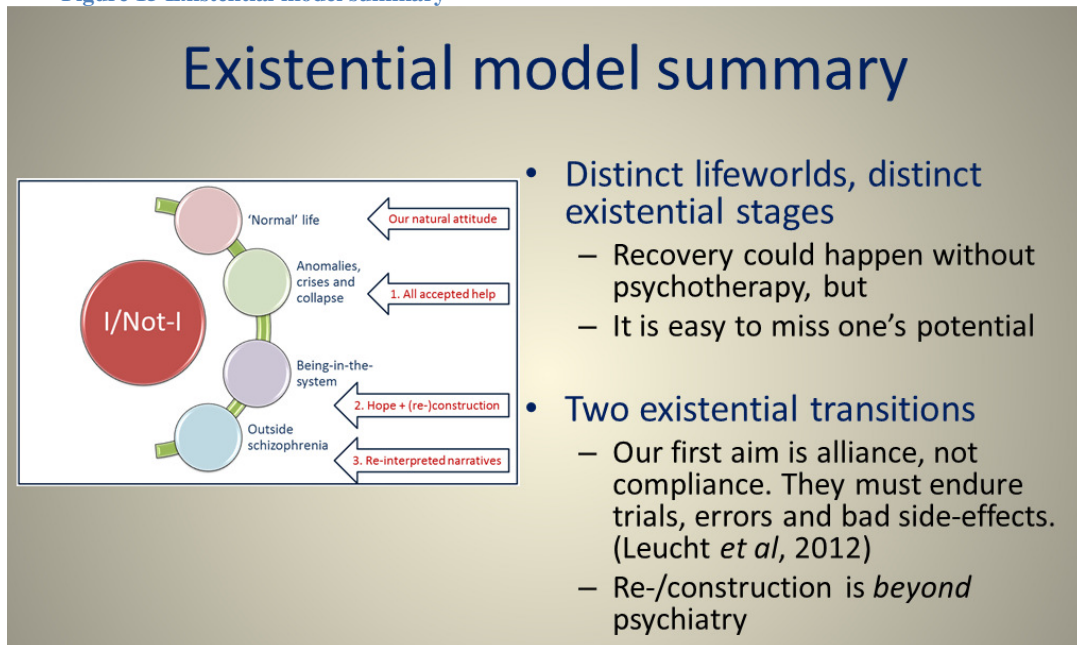 Existential model summary
I/Not-I
'Normal' life
Our natural attitude
Anomalies,
crises and
collapse
1. All accepted help
Being-in-the-
system
2. Hope + (re-)construction
Outside
schizophrenia
3. Re-interpreted narratives
• Distinct lifeworlds, distinct
existential stages
– Recovery could happen without
psychotherapy, but
– It is easy to miss one's potential
• Two existential transitions
– Our first aim is alliance, not
compliance. They must endure
trials, errors and bad side-effects.
(Leucht et al, 2012)
– Re-/construction is beyond
psychiatry